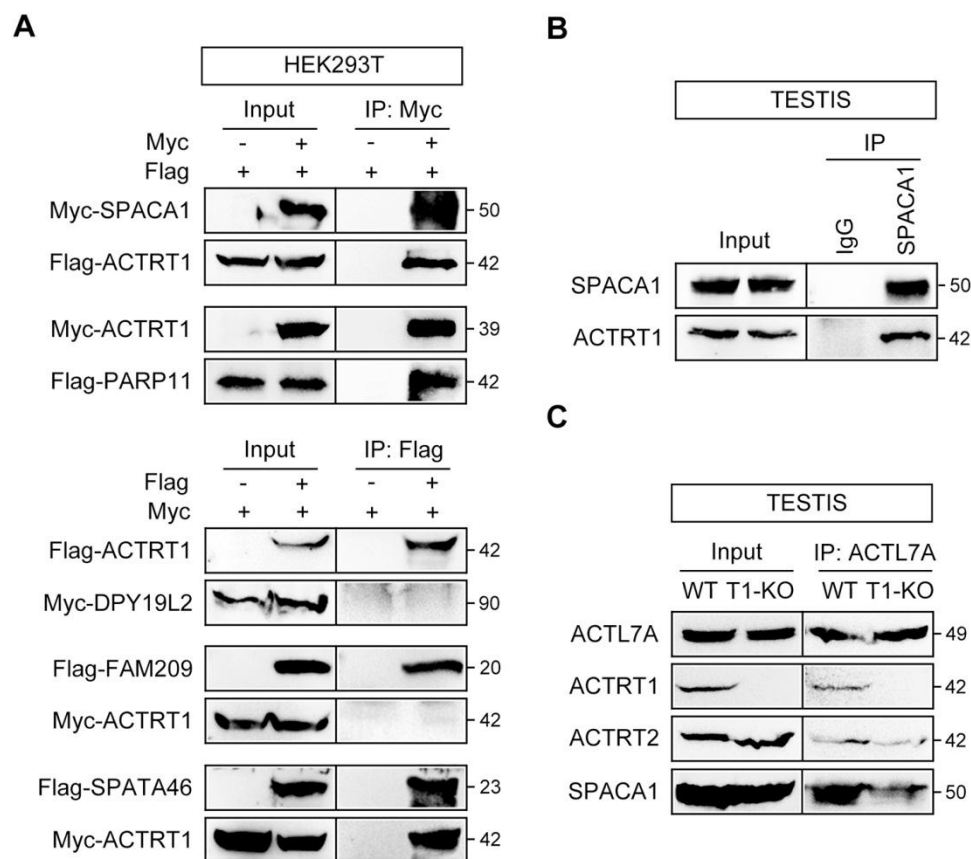 A
HEK293T
Input IP: Myc
Myc - + - +
Flag + + + +
Myc-SPACA1 50
Flag-ACTRT1 42
Myc-ACTRT1 39
Flag-PARP11 42
Input IP: Flag
Flag - + - +
Myc + + + +
Flag-ACTRT1 42
Myc-DPY19L2 90
Flag-FAM209 20
Myc-ACTRT1 42
Flag-SPATA46 23
Myc-ACTRT1 42
B
TESTIS
IP
Input IgG SPACA1
SPACA1 50
ACTRT1 42
C
TESTIS
Input IP: ACTL7A
WT T1-KO WT T1-KO
ACTL7A 49
ACTRT1 42
ACTRT2 42
SPACA1 50